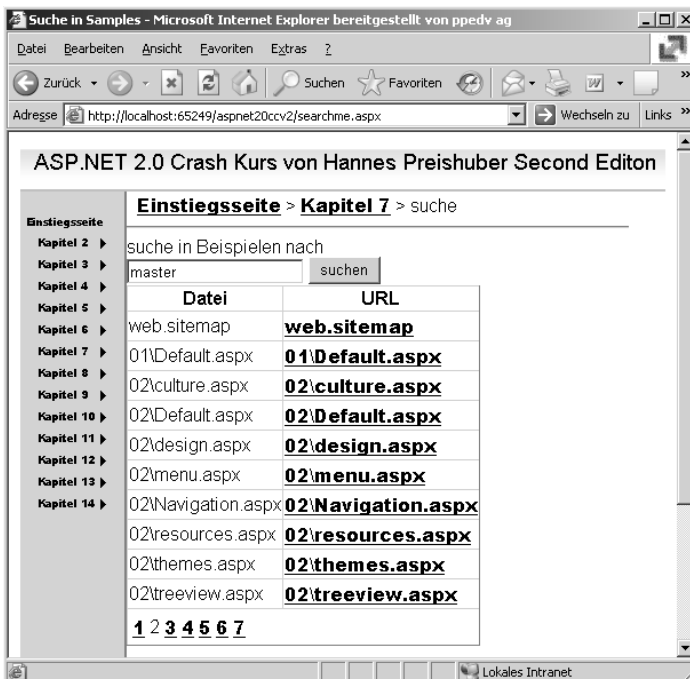 Suche in Samples - Microsoft Internet Explorer bereitgestellt von ppedv ag
Datei Bearbeiten Ansicht Favoriten Extras ?
Zurück Suchen Favoriten
Adresse http://localhost:65249/aspnet20ccv2/searchme.aspx Wechseln zu Links
ASP.NET 2.0 Crash Kurs von Hannes Preishuber Second Editon
Einstiegsseite
Kapitel 2
Kapitel 3
Kapitel 4
Kapitel 5
Kapitel 6
Kapitel 7
Kapitel 8
Kapitel 9
Kapitel 10
Kapitel 11
Kapitel 12
Kapitel 13
Kapitel 14
Einstiegsseite > Kapitel 7 > suche
suche in Beispielen nach
master suchen
Datei URL
web.sitemap web.sitemap
01\Default.aspx 01\Default.aspx
02\culture.aspx 02\culture.aspx
02\Default.aspx 02\Default.aspx
02\design.aspx 02\design.aspx
02\menu.aspx 02\menu.aspx
02\Navigation.aspx 02\Navigation.aspx
02\resources.aspx 02\resources.aspx
02\themes.aspx 02\themes.aspx
02\treeview.aspx 02\treeview.aspx
1 2 3 4 5 6 7
Lokales Intranet